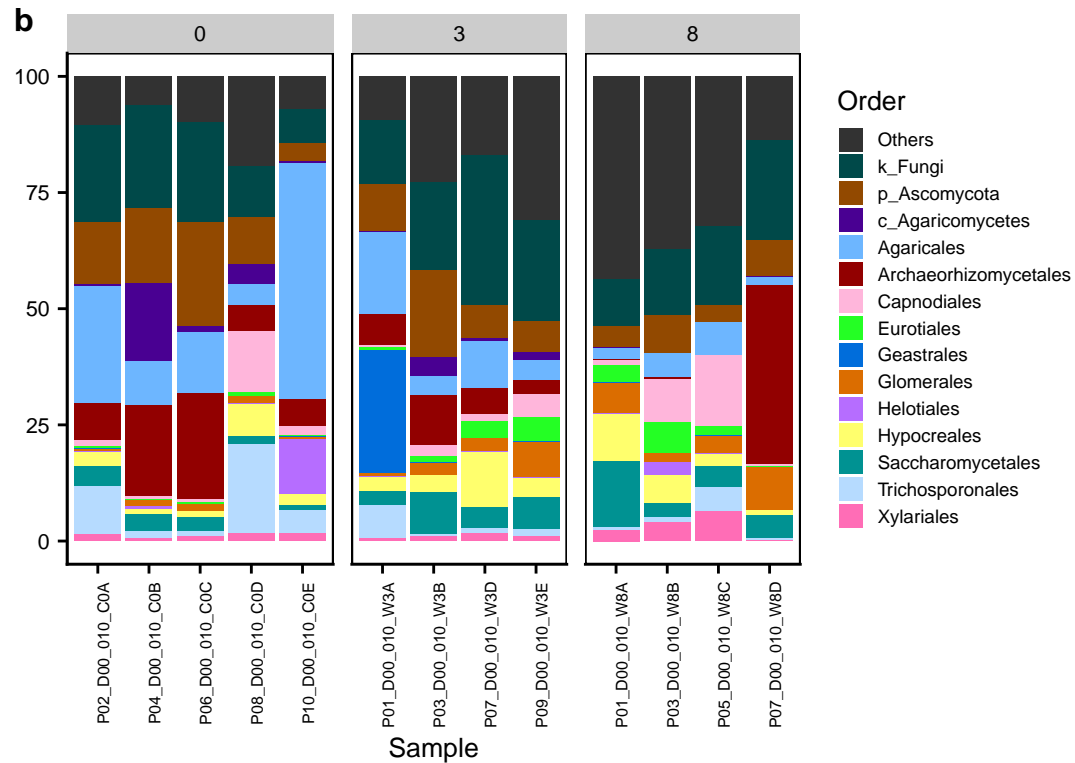 b
0
3
8
100
75
50
25
0
P02_D00_010_C0A
P04_D00_010_C0B
P06_D00_010_C0C
P08_D00_010_C0D
P10_D00_010_C0E
P01_D00_010_W3A
P03_D00_010_W3B
P07_D00_010_W3D
P09_D00_010_W3E
P01_D00_010_W8A
P03_D00_010_W8B
P05_D00_010_W8C
P07_D00_010_W8D
Sample
Order
Others
k_Fungi
p_Ascomycota
c_Agaricomycetes
Agaricales
Archaeorhizomycetales
Capnodiales
Eurotiales
Geastrales
Glomerales
Helotiales
Hypocreales
Saccharomycetales
Trichosporonales
Xylariales